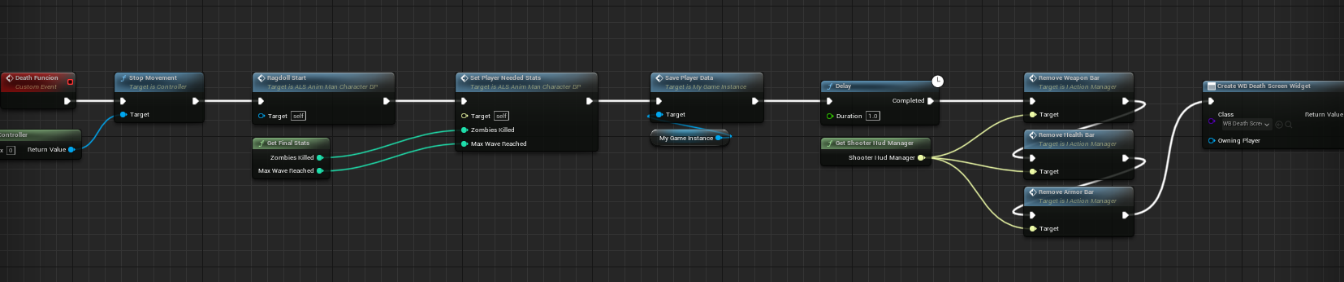 Death Funcion
Custom Event
Controller
0
Return Value
Stop Movement
Target is Controller
Target
Ragdoll Start
Target is ALS Anim Man Character BP
Target
self
Get Final Stats
Zombies Killed
Max Wave Reached
Get Player Needed Stats
Target is ALS Anim Man Character BP
Target
self
Zombies Killed
Max Wave Reached
Save Player Data
Target is My Game Instance
Target
My Game Instance
Delay
Completed
Duration
1.0
Get Shooter Hud Manager
Shooter Hud Manager
Remove Weapon Bar
Target is I Action Manager
Target
Remove Health Bar
Target is I Action Manager
Target
Remove Armor Bar
Target is I Action Manager
Target
Create WB Death Screen Widget
Class
Return Value
WB Death Scre
Owning Player